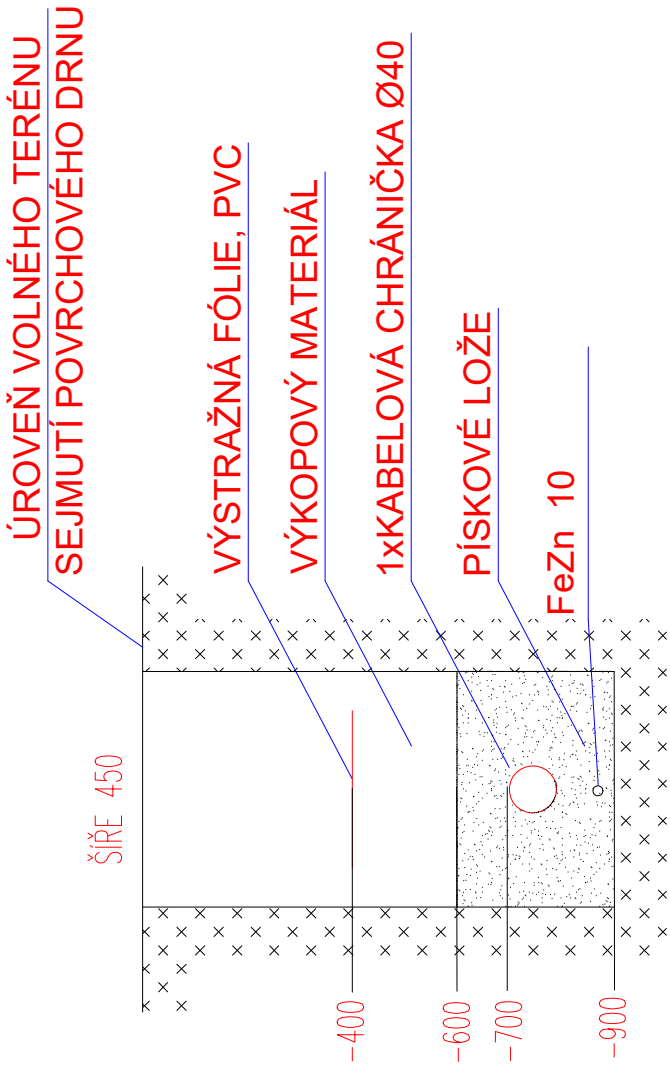 ÚROVEŇ VOLNÉHO TERÉNU
SEJMUTÍ POVRCHOVÉHO DRNU
VÝSTRAŽNÁ FÓLIE, PVC
VÝKOPOVÝ MATERIÁL
1xKABELOVÁ CHRÁNIČKA Ø40
PÍSKOVÉ LOŽE
FeZn 10
ŠÍŘE 450
-400
-600
-700
-900